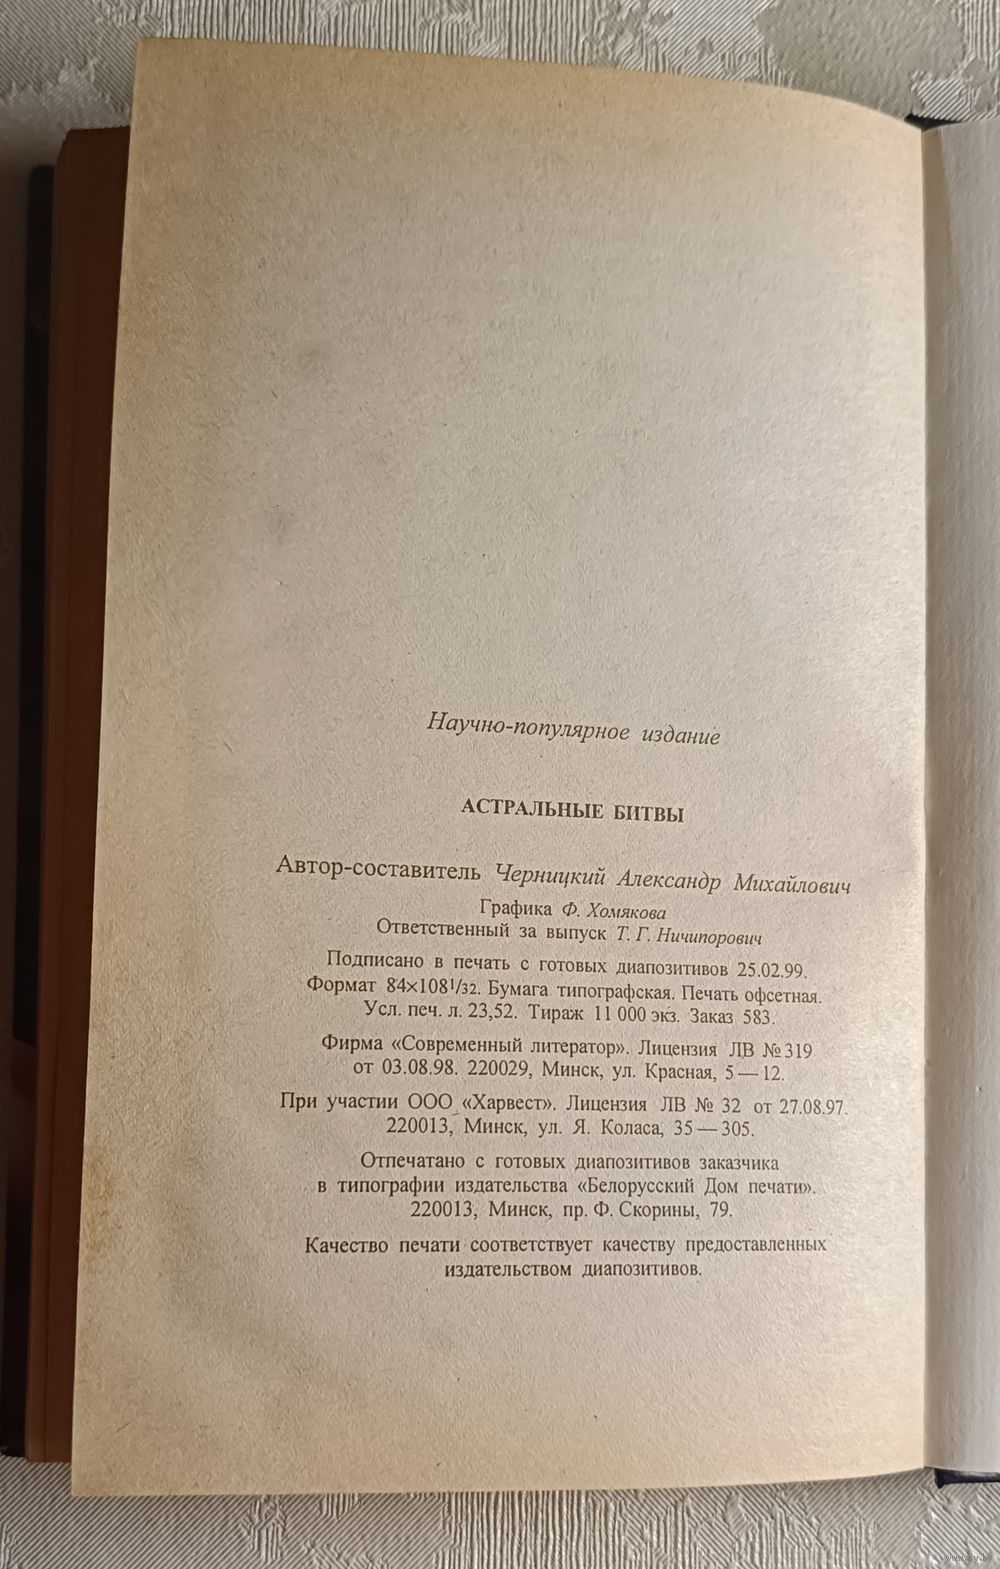 Научно-популярное издание
АСТРАЛЬНЫЕ БИТВЫ
Автор-составитель Черницкий Александр Михайлович
Графика Ф. Хомякова
Ответственный за выпуск Т. Г. Ничипорович
Подписано в печать с готовых диапозитивов 25.02.99.
Формат 84×108¹/32. Бумага типографская. Печать офсетная.
Усл. печ. л. 23,52. Тираж 11 000 экз. Заказ 583.
Фирма «Современный литератор». Лицензия ЛВ № 319
от 03.08.98. 220029, Минск, ул. Красная, 5 — 12.
При участии ООО «Харвест». Лицензия ЛВ № 32 от 27.08.97.
220013, Минск, ул. Я. Коласа, 35 — 305.
Отпечатано с готовых диапозитивов заказчика
в типографии издательства «Белорусский Дом печати».
220013, Минск, пр. Ф. Скорины, 79.
Качество печати соответствует качеству предоставленных
издательством диапозитивов.